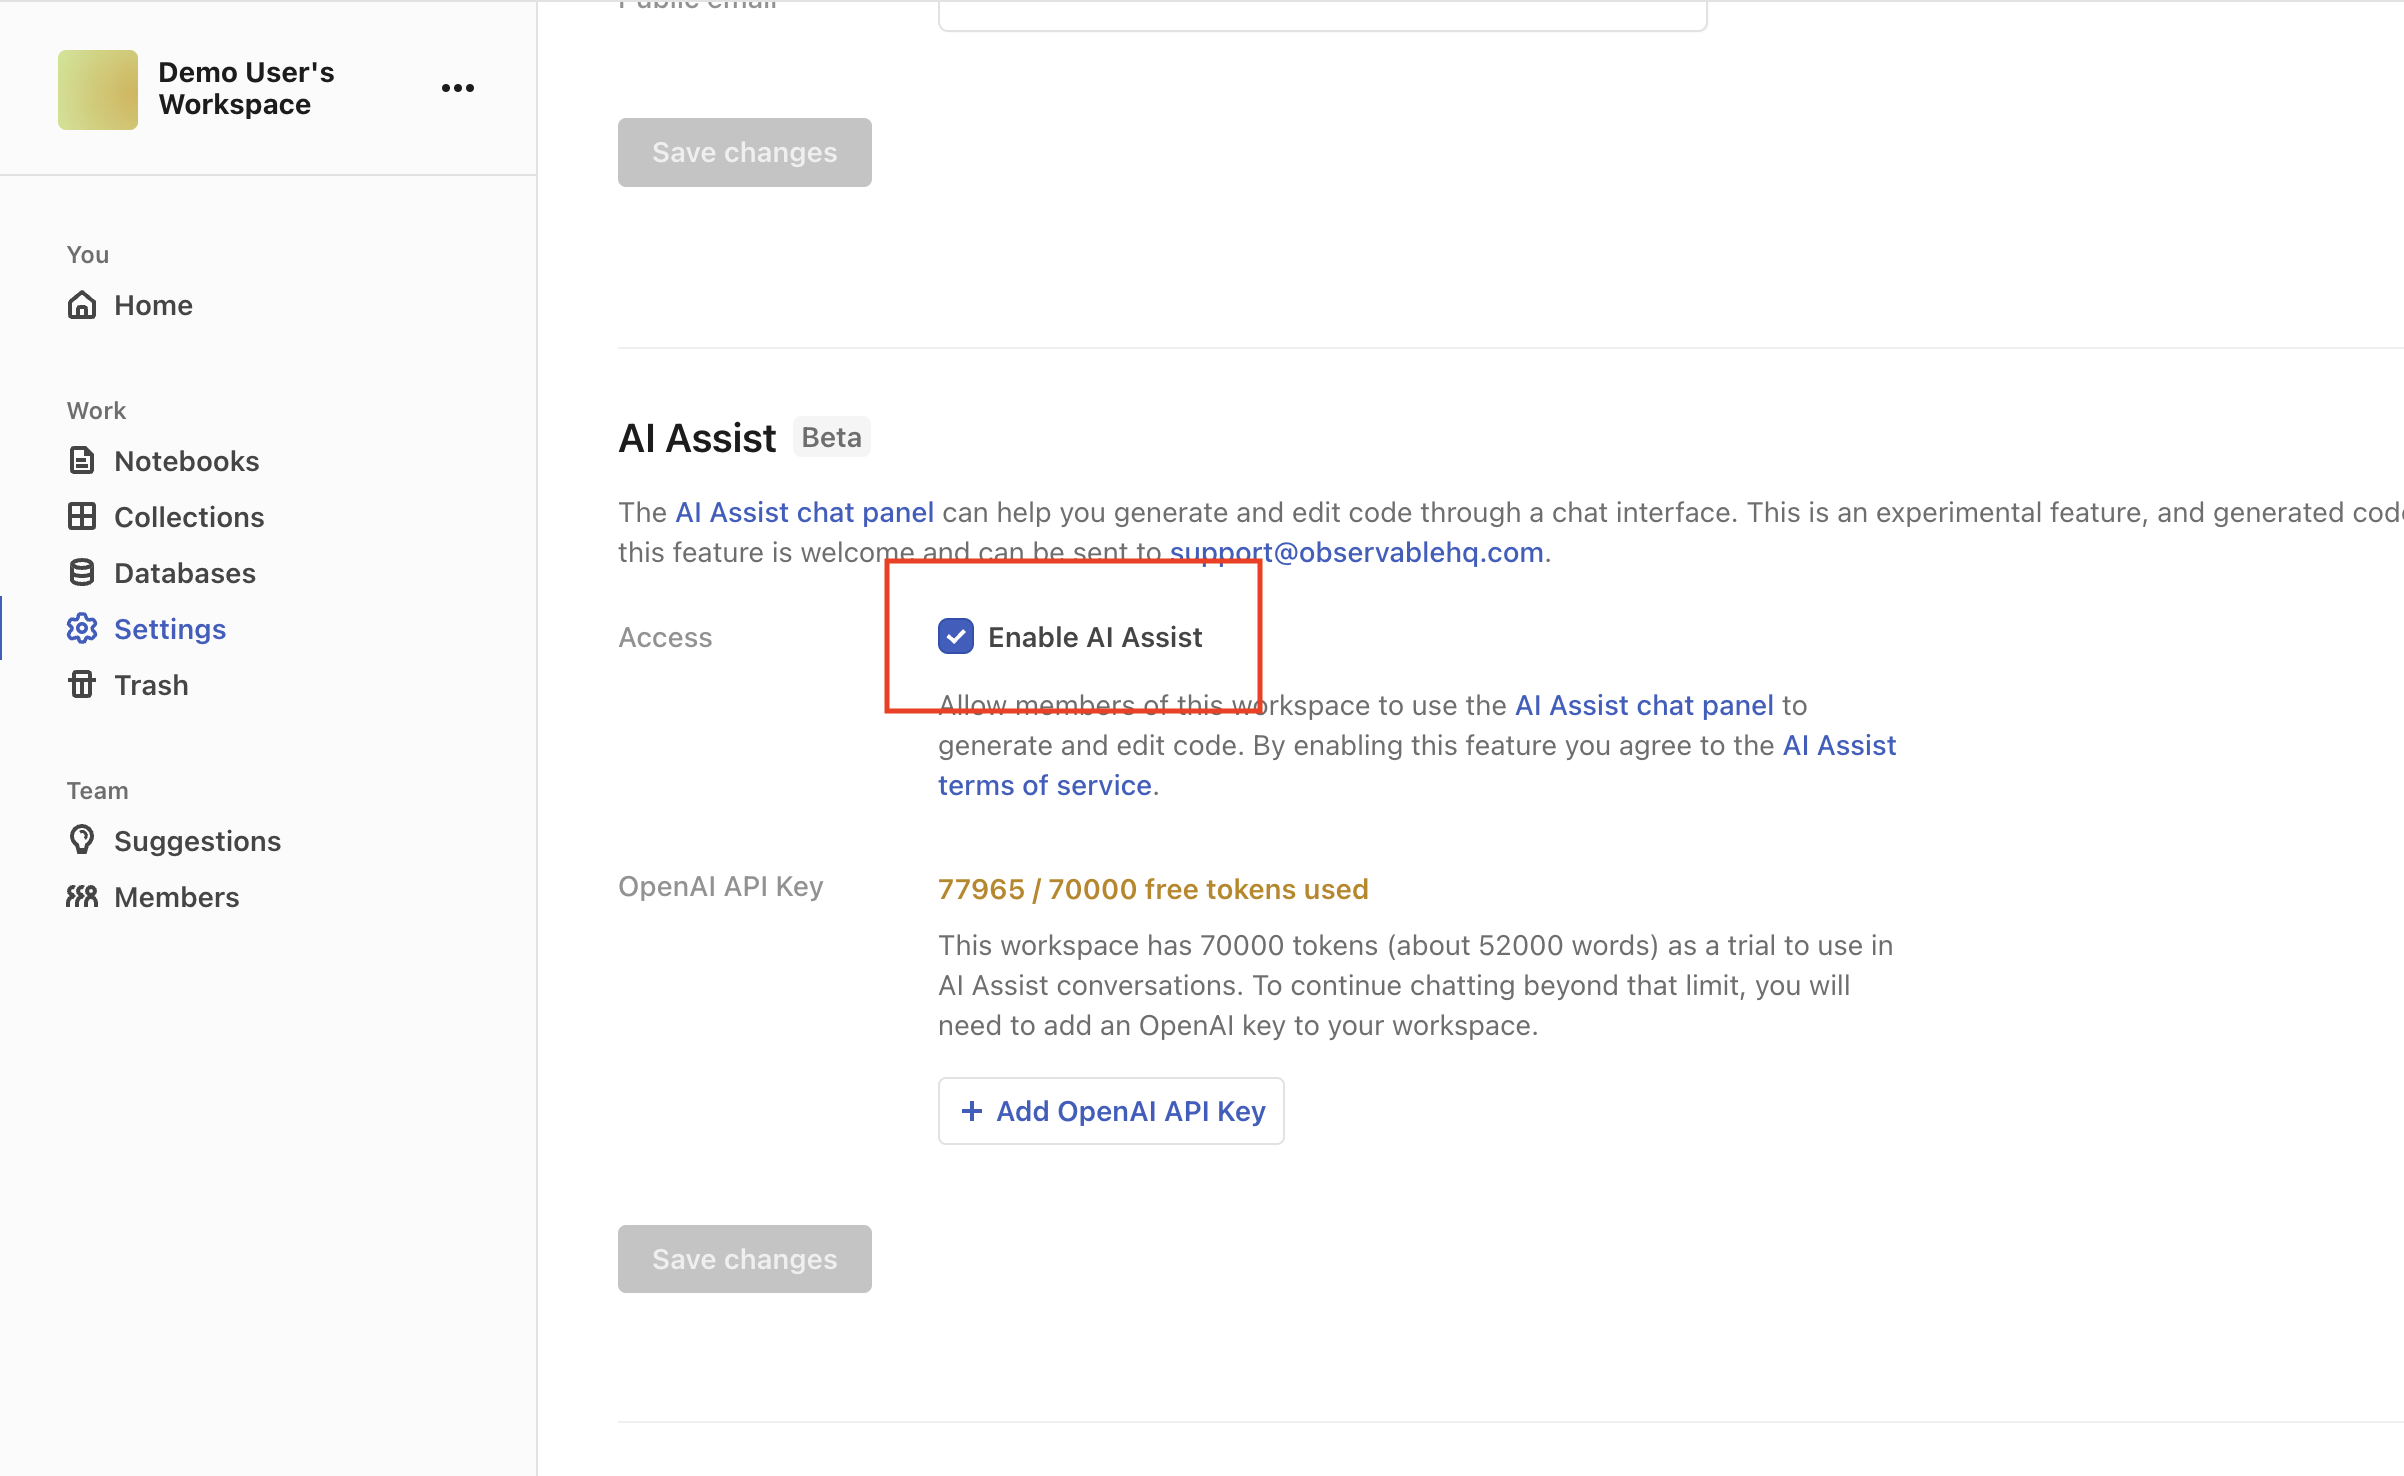 Demo User's
Workspace
You
Home
Work
Notebooks
Collections
Databases
Settings
Trash
Team
Suggestions
Members
Public email
Save changes
AI Assist Beta
The AI Assist chat panel can help you generate and edit code through a chat interface. This is an experimental feature, and generated
this feature is welcome and can be sent to support@observablehq.com.
Access
Enable AI Assist
Allow members of this workspace to use the AI Assist chat panel to
generate and edit code. By enabling this feature you agree to the AI Assist
terms of service.
OpenAI API Key
77965 / 70000 free tokens used
This workspace has 70000 tokens (about 52000 words) as a trial to use in
AI Assist conversations. To continue chatting beyond that limit, you will
need to add an OpenAI key to your workspace.
+ Add OpenAI API Key
Save changes